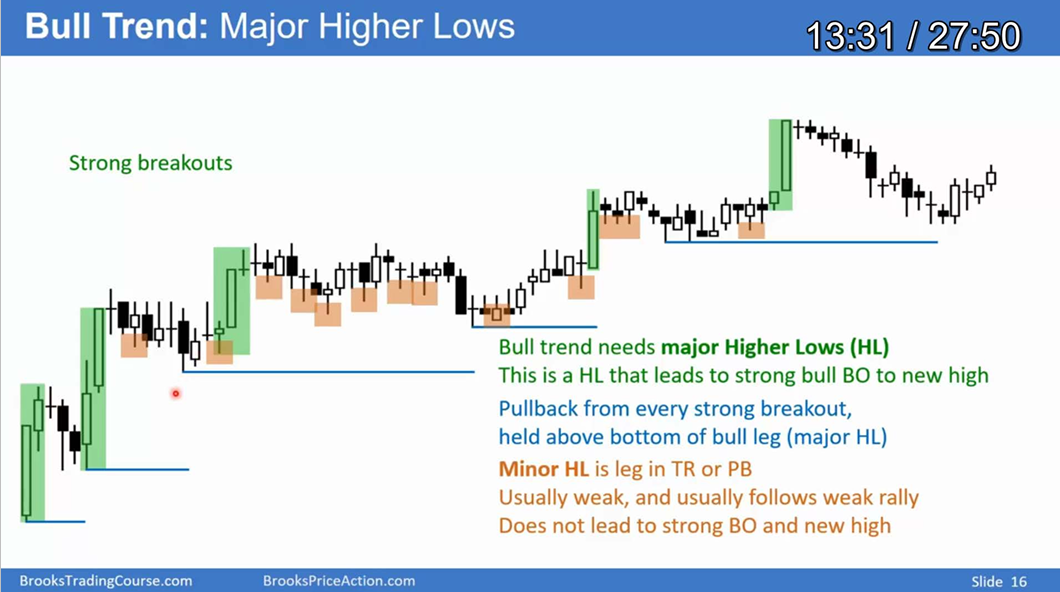 Bull Trend: Major Higher Lows
13:31 / 27:50
Strong breakouts
Bull trend needs major Higher Lows (HL)
This is a HL that leads to strong bull BO to new high
Pullback from every strong breakout,
held above bottom of bull leg (major HL)
Minor HL is leg in TR or PB
Usually weak, and usually follows weak rally
Does not lead to strong BO and new high
BrooksTradingCourse.com
BrooksPriceAction.com
Slide 16